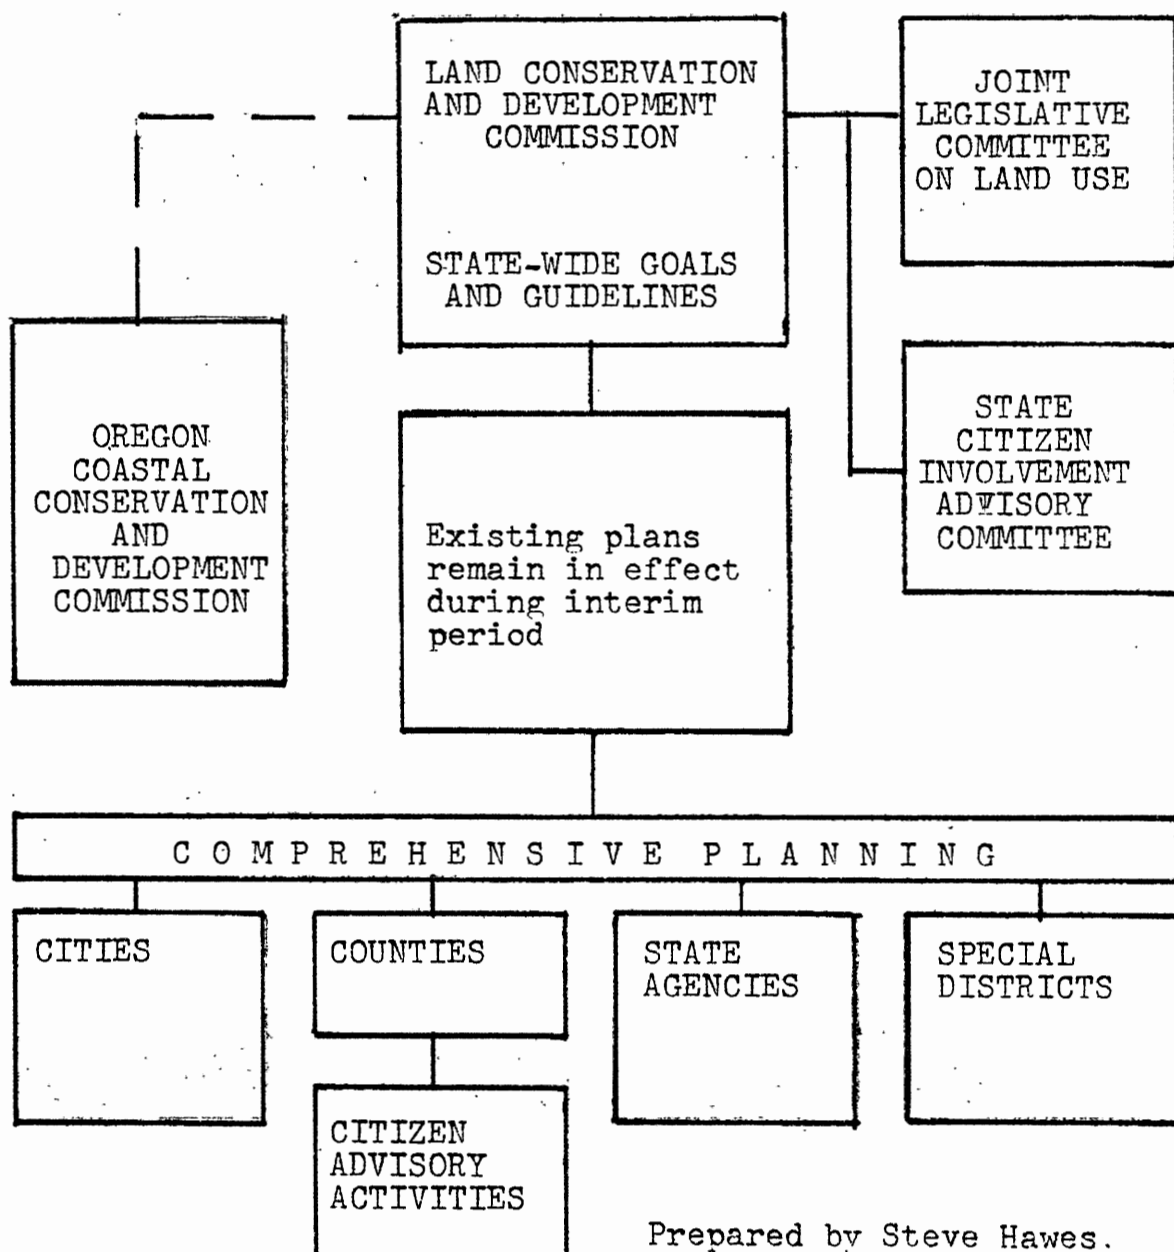 LAND CONSERVATION
AND DEVELOPMENT
COMMISSION
STATE-WIDE GOALS
AND GUIDELINES
JOINT
LEGISLATIVE
COMMITTEE
ON LAND USE
OREGON
COASTAL
CONSERVATION
AND
DEVELOPMENT
COMMISSION
Existing plans
remain in effect
during interim
period
STATE
CITIZEN
INVOLVEMENT
ADVISORY
COMMITTEE
COMPREHENSIVE PLANNING
CITIES
COUNTIES
STATE
AGENCIES
SPECIAL
DISTRICTS
CITIZEN
ADVISORY
ACTIVITIES
Prepared by Steve Hawes.